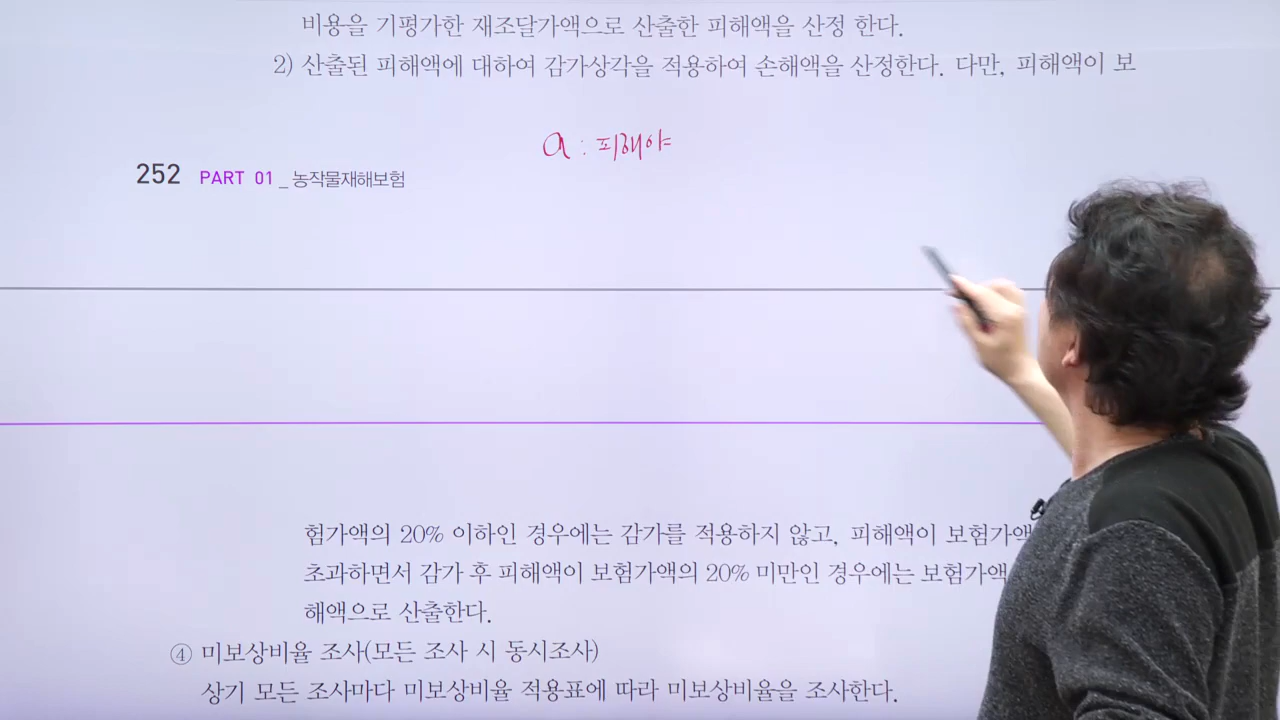 비용을 기평가한 재조달가액으로 산출한 피해액을 산정 한다.
2) 산출된 피해액에 대하여 감가상각을 적용하여 손해액을 산정한다. 다만, 피해액이 보
a : 피해야
252 PART 01 _ 농작물재해보험
험가액의 20% 이하인 경우에는 감가를 적용하지 않고, 피해액이 보험가액
초과하면서 감가 후 피해액이 보험가액의 20% 미만인 경우에는 보험가액
해액으로 산출한다.
④ 미보상비율 조사(모든 조사 시 동시조사)
상기 모든 조사마다 미보상비율 적용표에 따라 미보상비율을 조사한다.